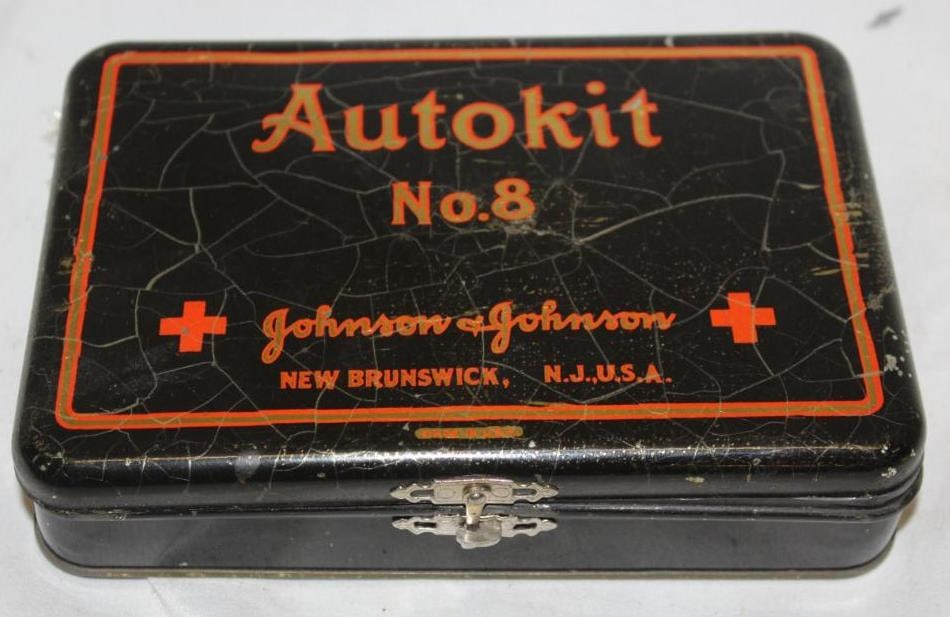 Autokit
No.8
Johnson & Johnson
NEW BRUNSWICK, N.J.,U.S.A.